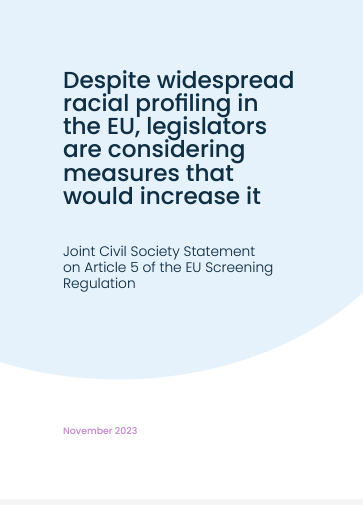 Despite widespread
racial profiling in
the EU, legislators
are considering
measures that
would increase it
Joint Civil Society Statement
on Article 5 of the EU Screening
Regulation
November 2023